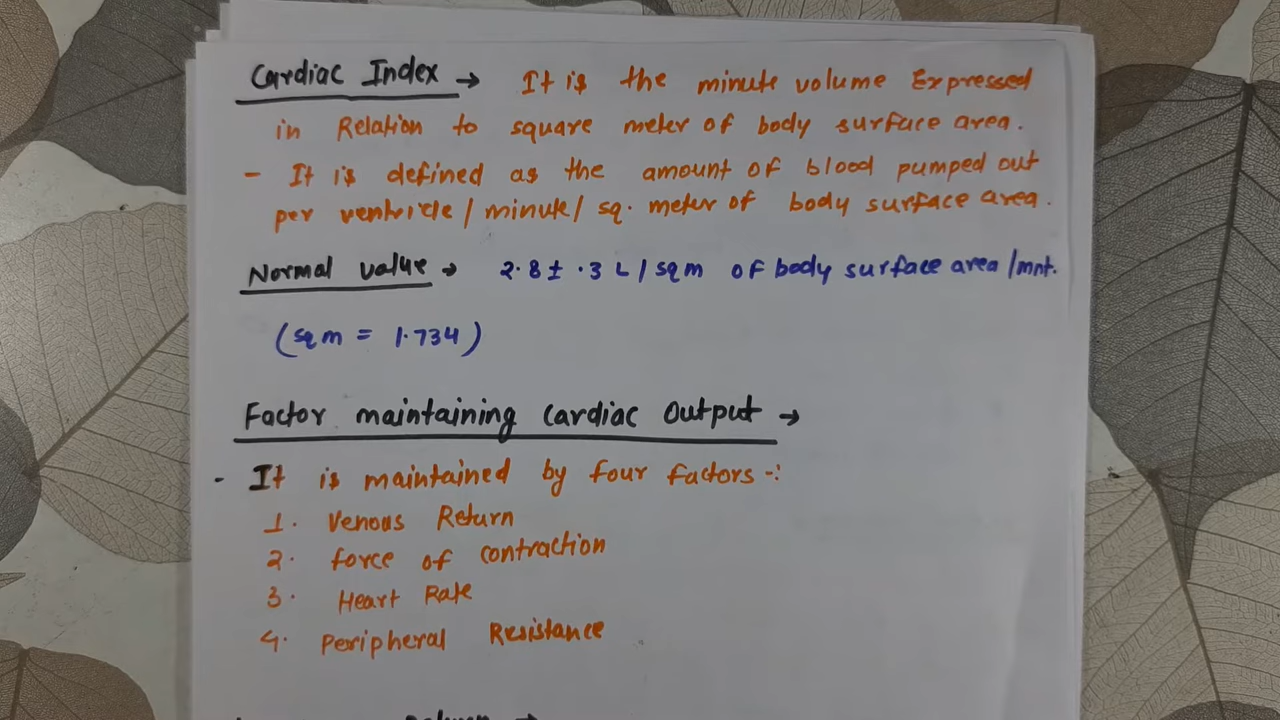 Cardiac Index → It is the minute volume Expressed
in Relation to square meter of body surface area.
- It is defined as the amount of blood pumped out
per ventricle / minute / sq. meter of body surface area.
Normal value → 2.8 ± .3 L / sqm of body surface area / mnt.
(sqm = 1.734)
Factor maintaining cardiac output →
- It is maintained by four factors -:
1. Venous Return
2. force of contraction
3. Heart Rate
4. Peripheral Resistance